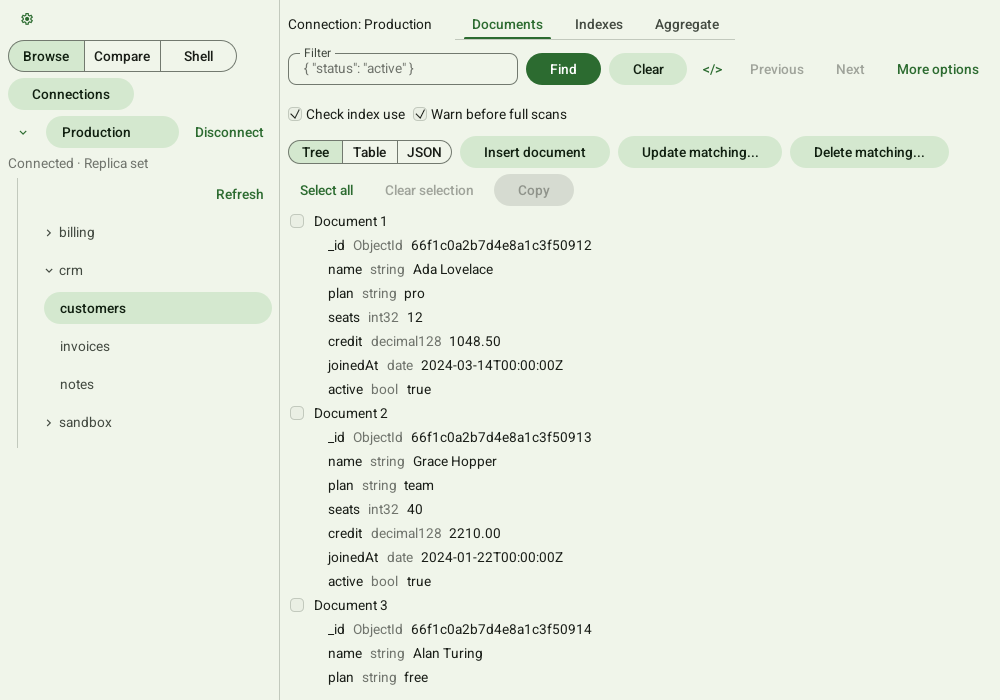 Browse Compare Shell
Connections
Production Disconnect
Connected · Replica set
Refresh
billing
crm
customers
invoices
notes
sandbox
Connection: Production Documents Indexes Aggregate
Filter
{ "status": "active" } Find Clear </> Previous Next More options
Check index use Warn before full scans
Tree Table JSON Insert document Update matching... Delete matching...
Select all Clear selection Copy
Document 1
_id ObjectId 66f1c0a2b7d4e8a1c3f50912
name string Ada Lovelace
plan string pro
seats int32 12
credit decimal128 1048.50
joinedAt date 2024-03-14T00:00:00Z
active bool true
Document 2
_id ObjectId 66f1c0a2b7d4e8a1c3f50913
name string Grace Hopper
plan string team
seats int32 40
credit decimal128 2210.00
joinedAt date 2024-01-22T00:00:00Z
active bool true
Document 3
_id ObjectId 66f1c0a2b7d4e8a1c3f50914
name string Alan Turing
plan string free